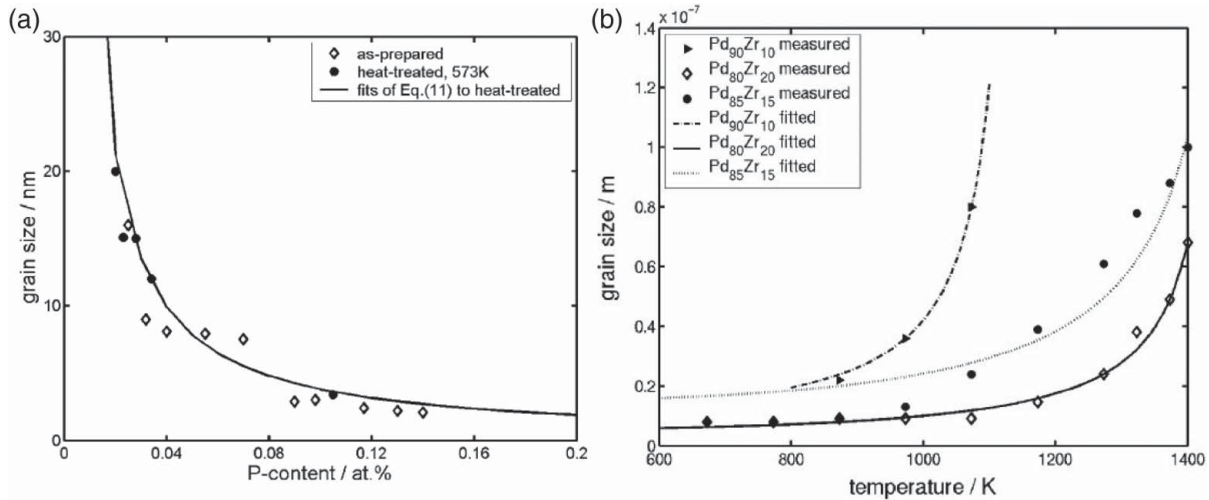 (a)
30
20
10
0
0
0.04
0.08
0.12
0.16
0.2
grain size / nm
P-content / at.%
as-prepared
heat-treated, 573K
fits of Eq.(11) to heat-treated
(b)
x 10⁻⁷
1.4
1.2
1
0.8
0.6
0.4
0.2
0
600
800
1000
1200
1400
grain size / m
temperature / K
Pd₉₀Zr₁₀ measured
Pd₈₀Zr₂₀ measured
Pd₈₅Zr₁₅ measured
Pd₉₀Zr₁₀ fitted
Pd₈₀Zr₂₀ fitted
Pd₈₅Zr₁₅ fitted